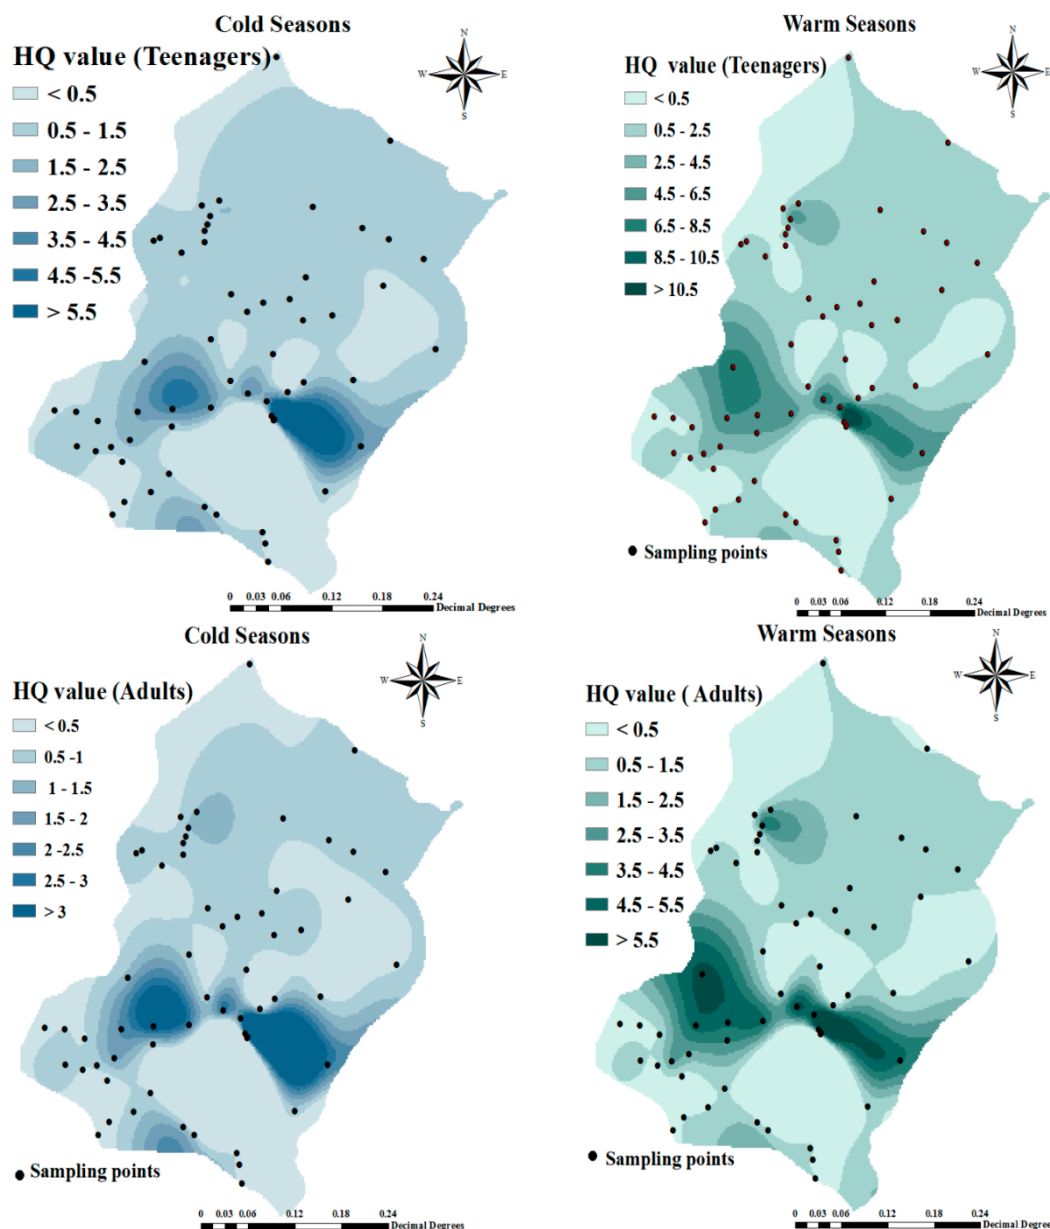 Cold Seasons
HQ value (Teenagers)
< 0.5
0.5 - 1.5
1.5 - 2.5
2.5 - 3.5
3.5 - 4.5
4.5 -5.5
> 5.5
N
W
E
S
0 0.03 0.06 0.12 0.18 0.24
Decimal Degrees
Warm Seasons
HQ value (Teenagers)
< 0.5
0.5 - 2.5
2.5 - 4.5
4.5 - 6.5
6.5 - 8.5
8.5 - 10.5
> 10.5
N
W
E
S
Sampling points
0 0.03 0.06 0.12 0.18 0.24
Decimal Degrees
Cold Seasons
HQ value (Adults)
< 0.5
0.5 -1
1 - 1.5
1.5 - 2
2 -2.5
2.5 - 3
> 3
N
W
E
S
Sampling points
0 0.03 0.06 0.12 0.18 0.24
Decimal Degrees
Warm Seasons
HQ value ( Adults)
< 0.5
0.5 - 1.5
1.5 - 2.5
2.5 - 3.5
3.5 - 4.5
4.5 - 5.5
> 5.5
N
W
E
S
Sampling points
0 0.03 0.06 0.12 0.18 0.24
Decimal Degrees